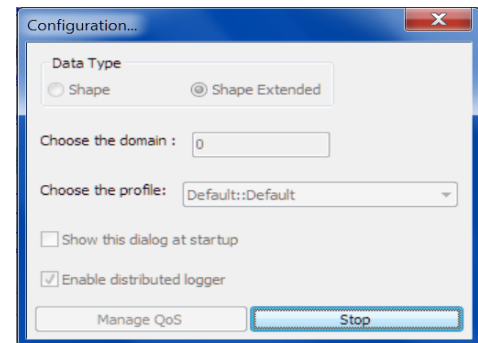 Configuration...
Data Type
Shape Shape Extended
Choose the domain : 0
Choose the profile: Default::Default
Show this dialog at startup
Enable distributed logger
Manage QoS Stop